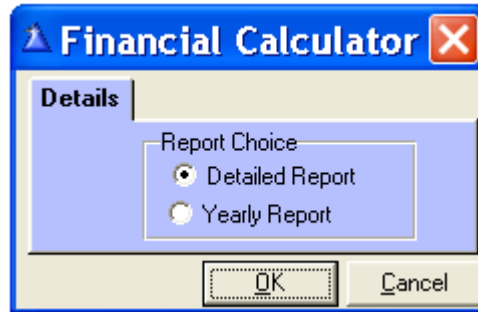 Financial Calculator
Details
Report Choice
Detailed Report
Yearly Report
OK Cancel